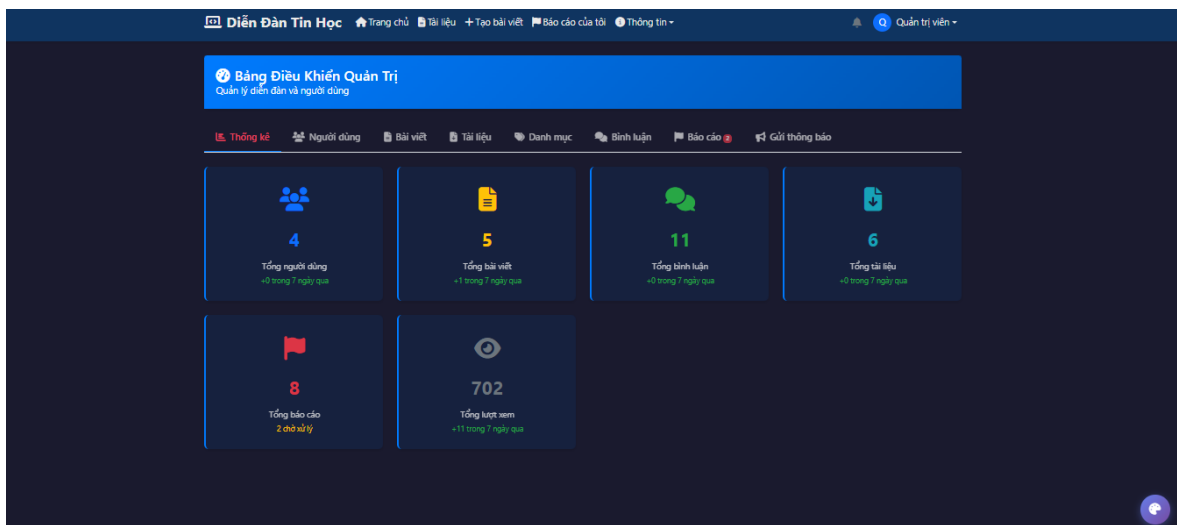 Diễn Đàn Tin Học Trang chủ Tài liệu Tạo bài viết Báo cáo của tôi Thông tin Q Quản trị viên
Bảng Điều Khiển Quản Trị
Quản lý diễn đàn và người dùng
Thống kê Người dùng Bài viết Tài liệu Danh mục Bình luận Báo cáo 2 Gửi thông báo
4 5 11 6
Tổng người dùng Tổng bài viết Tổng bình luận Tổng tài liệu
+0 trong 7 ngày qua +1 trong 7 ngày qua +0 trong 7 ngày qua +0 trong 7 ngày qua
8 702
Tổng báo cáo Tổng lượt xem
2 chờ xử lý +11 trong 7 ngày qua